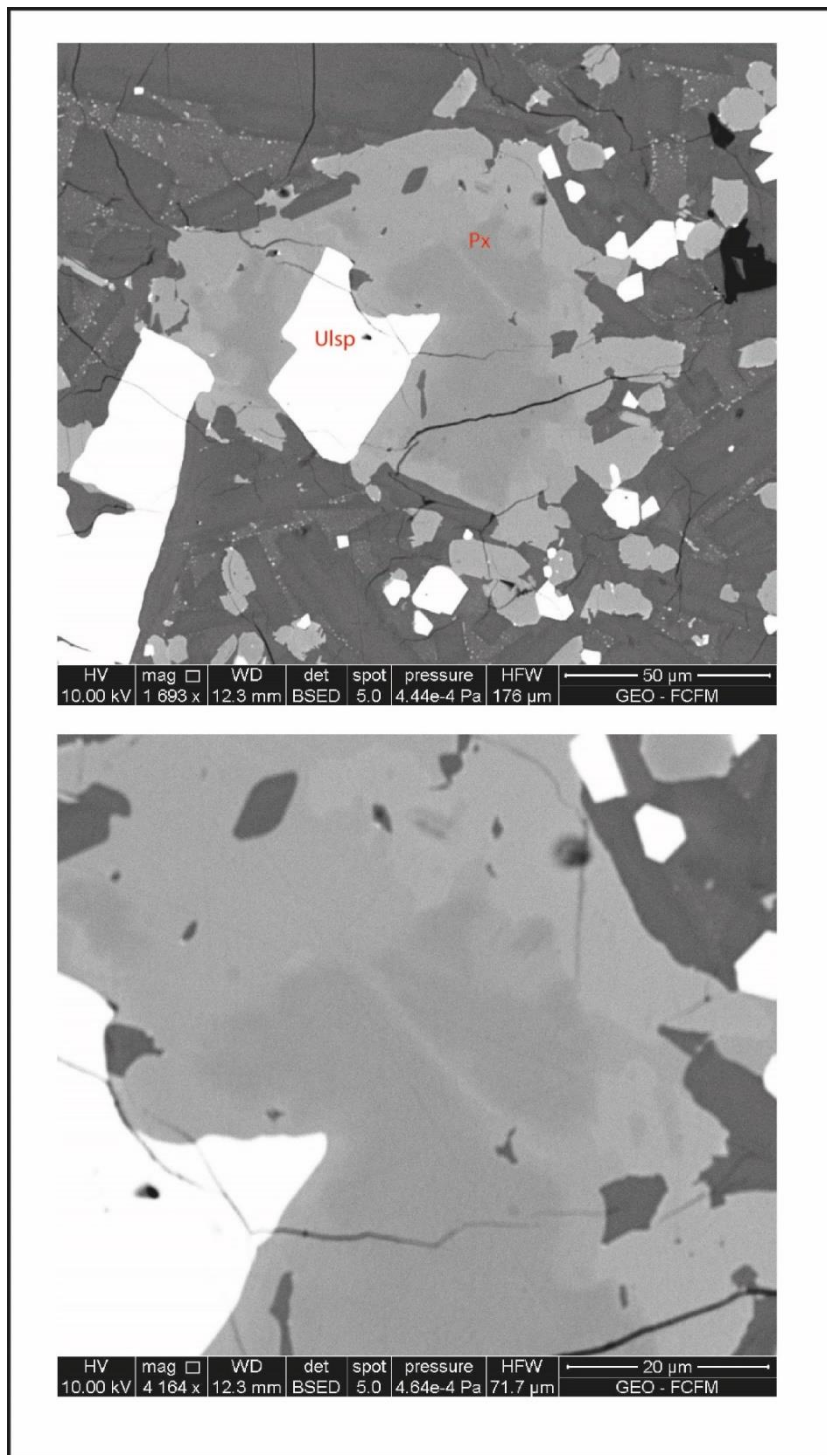 Px
Ulsp
HV mag □ WD det spot pressure HFW 50 µm
10.00 kV 1 693 x 12.3 mm BSED 5.0 4.44e-4 Pa 176 µm GEO - FCFM
HV mag □ WD det spot pressure HFW 20 µm
10.00 kV 4 164 x 12.3 mm BSED 5.0 4.64e-4 Pa 71.7 µm GEO - FCFM